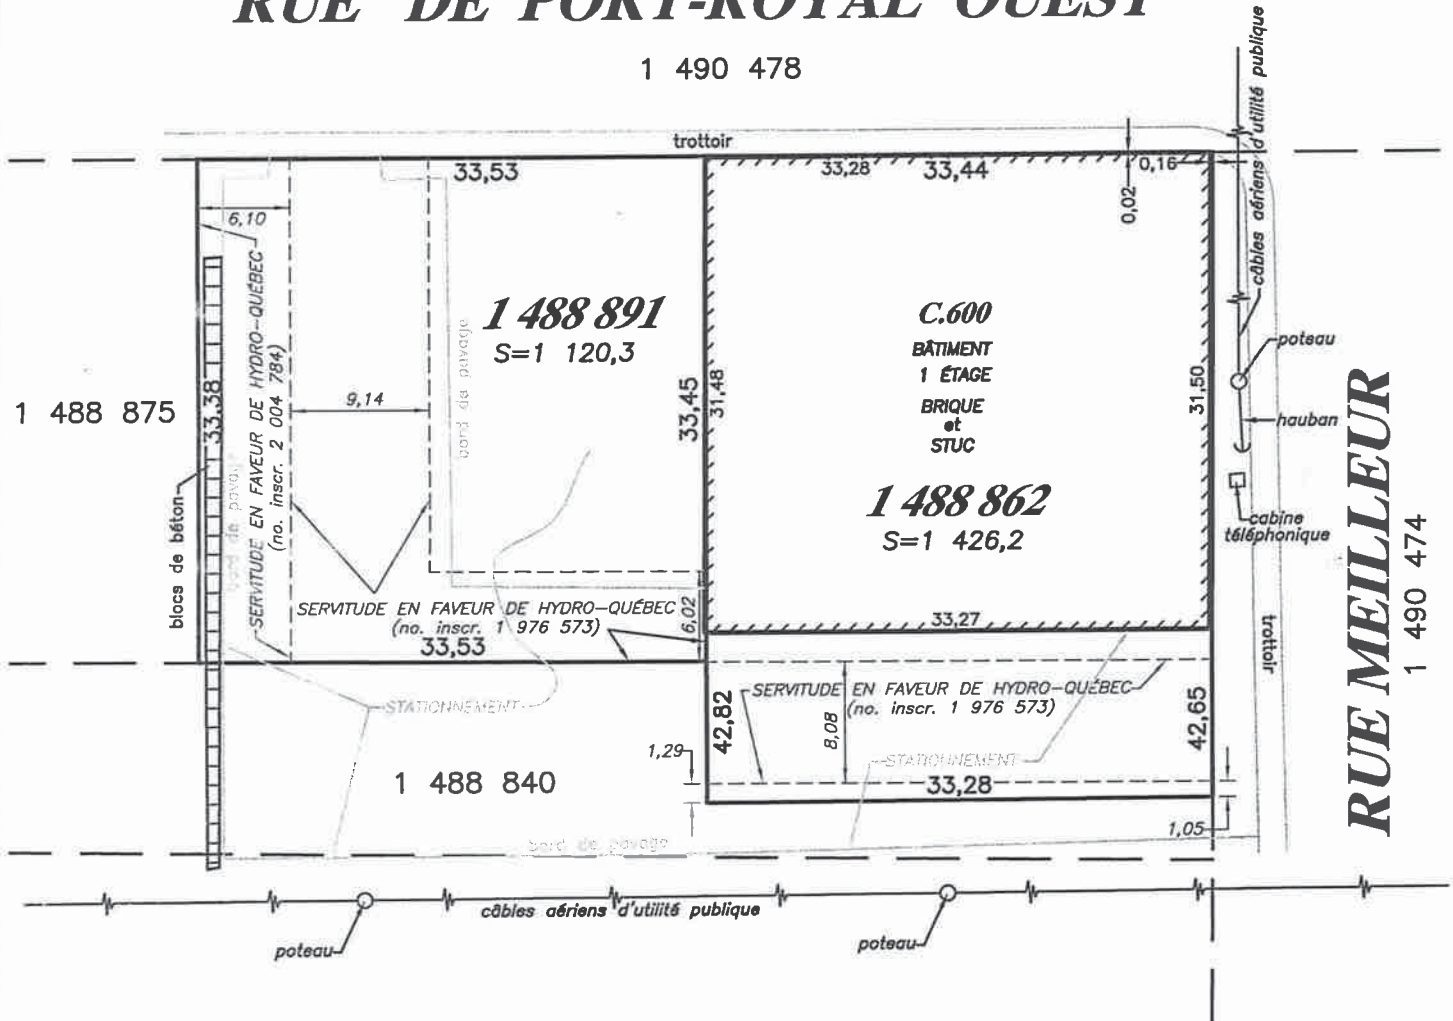 RUE DE PORT-ROYAL OUEST
1 490 478
câbles aériens d'utilité publique
trottoir
33,53
33,28
33,44
0,16
0,02
6,10
SERVITUDE EN FAVEUR DE HYDRO-QUÉBEC
(no. inscr. 2 004 784)
1 488 891
S=1 120,3
bord de pavage
C.600
BÂTIMENT
1 ÉTAGE
BRIQUE
et
STUC
poteau
1 488 875
33,38
9,14
33,45
31,48
31,50
hauban
1 488 862
S=1 426,2
cabine
téléphonique
RUE MEILLEUR
1 490 474
blocs de béton
bord de pavage
SERVITUDE EN FAVEUR DE HYDRO-QUÉBEC
(no. inscr. 1 976 573)
6,02
33,53
33,27
trottoir
STATIONNEMENT
42,82
SERVITUDE EN FAVEUR DE HYDRO-QUÉBEC
(no. inscr. 1 976 573)
8,08
42,65
1,29
STATIONNEMENT
1 488 840
33,28
1,05
bord de pavage
câbles aériens d'utilité publique
poteau
poteau